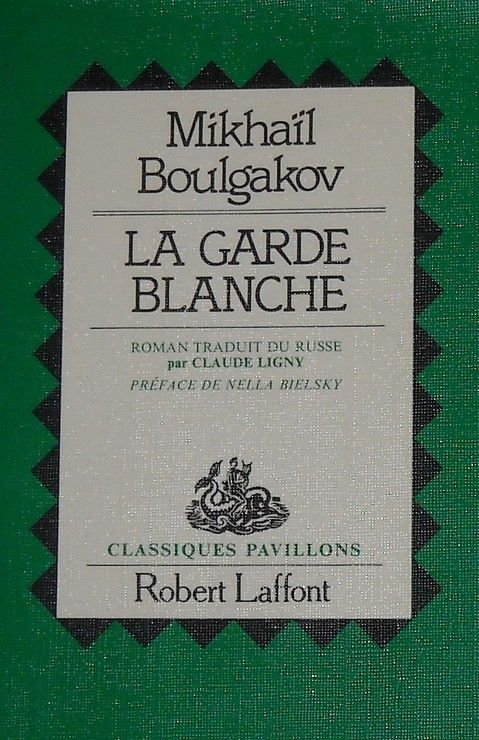 Mikhaïl
Boulgakov
LA GARDE
BLANCHE
ROMAN TRADUIT DU RUSSE
par CLAUDE LIGNY
PRÉFACE DE NELLA BIELSKY
CLASSIQUES PAVILLONS
Robert Laffont